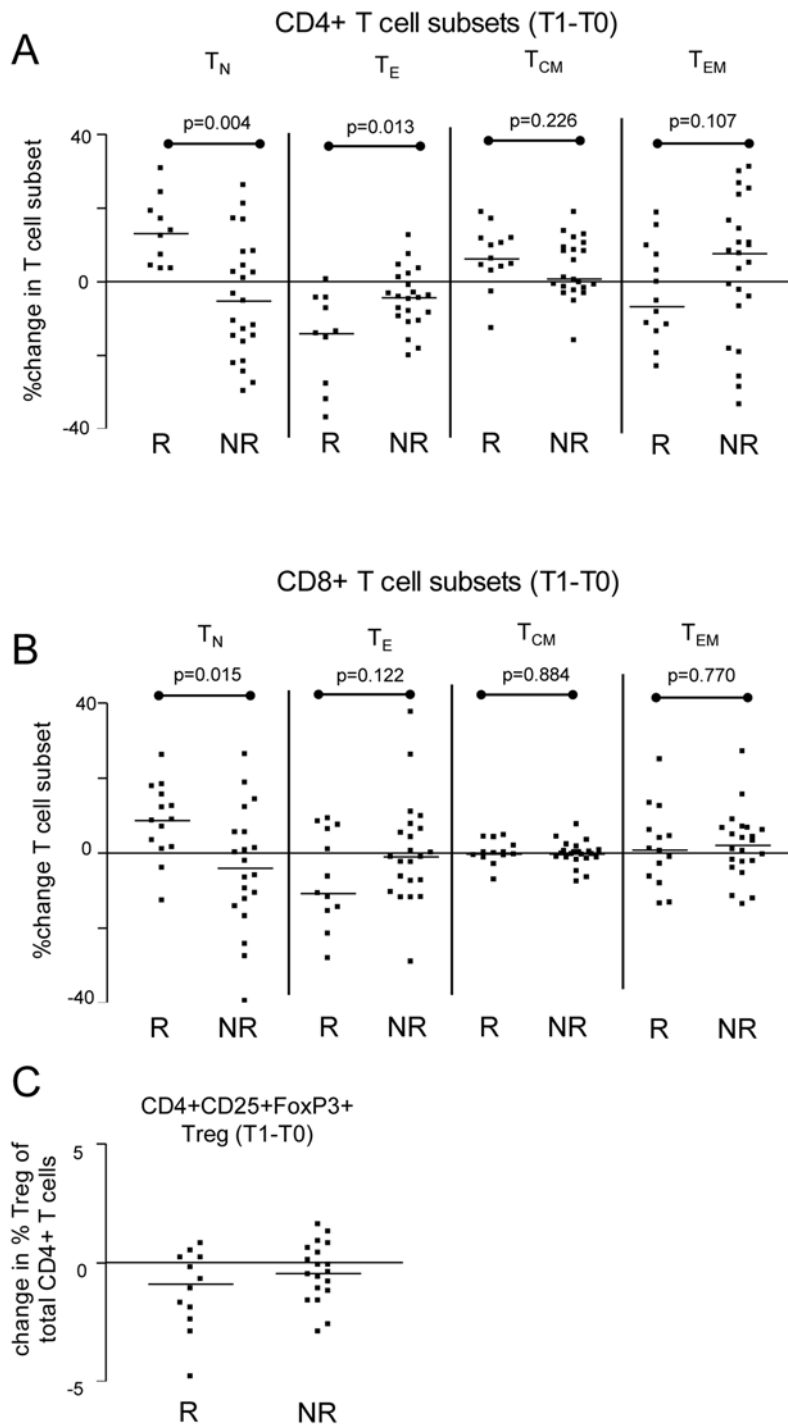 A
CD4+ T cell subsets (T1-T0)
TN TE TCM TEM
p=0.004 p=0.013 p=0.226 p=0.107
40
0
-40
%change in T cell subset
R NR R NR R NR R NR
CD8+ T cell subsets (T1-T0)
B
TN TE TCM TEM
p=0.015 p=0.122 p=0.884 p=0.770
40
0
-40
%change T cell subset
R NR R NR R NR R NR
C
CD4+CD25+FoxP3+
Treg (T1-T0)
5
0
-5
change in % Treg of
total CD4+ T cells
R NR